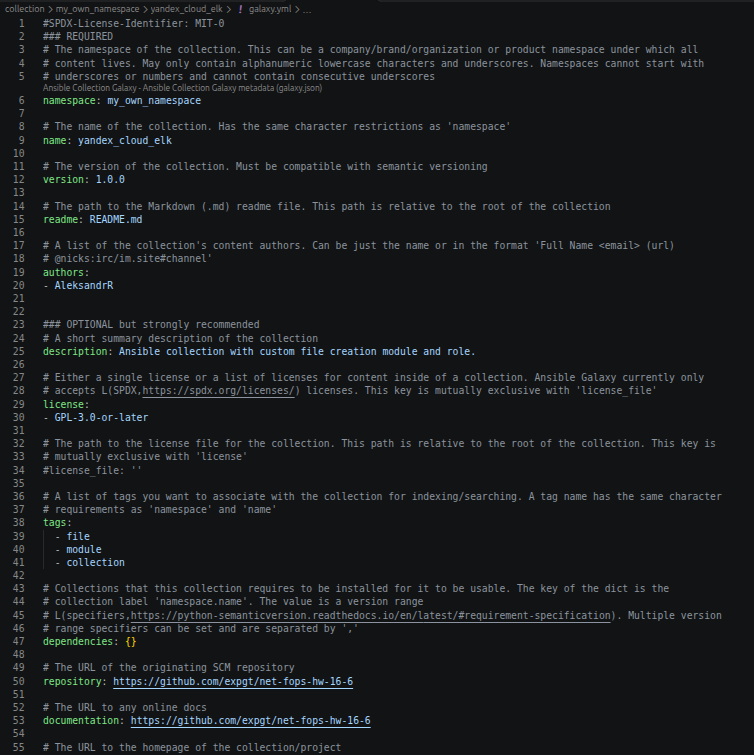 collection > my_own_namespace > yandex_cloud_elk > ! galaxy.yml > ...
1 #SPDX-License-Identifier: MIT-0
2 ### REQUIRED
3 # The namespace of the collection. This can be a company/brand/organization or product namespace under which all
4 # content lives. May only contain alphanumeric lowercase characters and underscores. Namespaces cannot start with
5 # underscores or numbers and cannot contain consecutive underscores
Ansible Collection Galaxy - Ansible Collection Galaxy metadata (galaxy.json)
6 namespace: my_own_namespace
7
8 # The name of the collection. Has the same character restrictions as 'namespace'
9 name: yandex_cloud_elk
10
11 # The version of the collection. Must be compatible with semantic versioning
12 version: 1.0.0
13
14 # The path to the Markdown (.md) readme file. This path is relative to the root of the collection
15 readme: README.md
16
17 # A list of the collection's content authors. Can be just the name or in the format 'Full Name <email> (url)
18 # @nicks:irc/im.site#channel'
19 authors:
20 - AleksandrR
21
22
23 ### OPTIONAL but strongly recommended
24 # A short summary description of the collection
25 description: Ansible collection with custom file creation module and role.
26
27 # Either a single license or a list of licenses for content inside of a collection. Ansible Galaxy currently only
28 # accepts L(SPDX,https://spdx.org/licenses/) licenses. This key is mutually exclusive with 'license_file'
29 license:
30 - GPL-3.0-or-later
31
32 # The path to the license file for the collection. This path is relative to the root of the collection. This key is
33 # mutually exclusive with 'license'
34 #license_file: ''
35
36 # A list of tags you want to associate with the collection for indexing/searching. A tag name has the same character
37 # requirements as 'namespace' and 'name'
38 tags:
39   - file
40   - module
41   - collection
42
43 # Collections that this collection requires to be installed for it to be usable. The key of the dict is the
44 # collection label 'namespace.name'. The value is a version range
45 # L(specifiers,https://python-semanticversion.readthedocs.io/en/latest/#requirement-specification). Multiple version
46 # range specifiers can be set and are separated by ','
47 dependencies: {}
48
49 # The URL of the originating SCM repository
50 repository: https://github.com/expgt/net-fops-hw-16-6
51
52 # The URL to any online docs
53 documentation: https://github.com/expgt/net-fops-hw-16-6
54
55 # The URL to the homepage of the collection/project